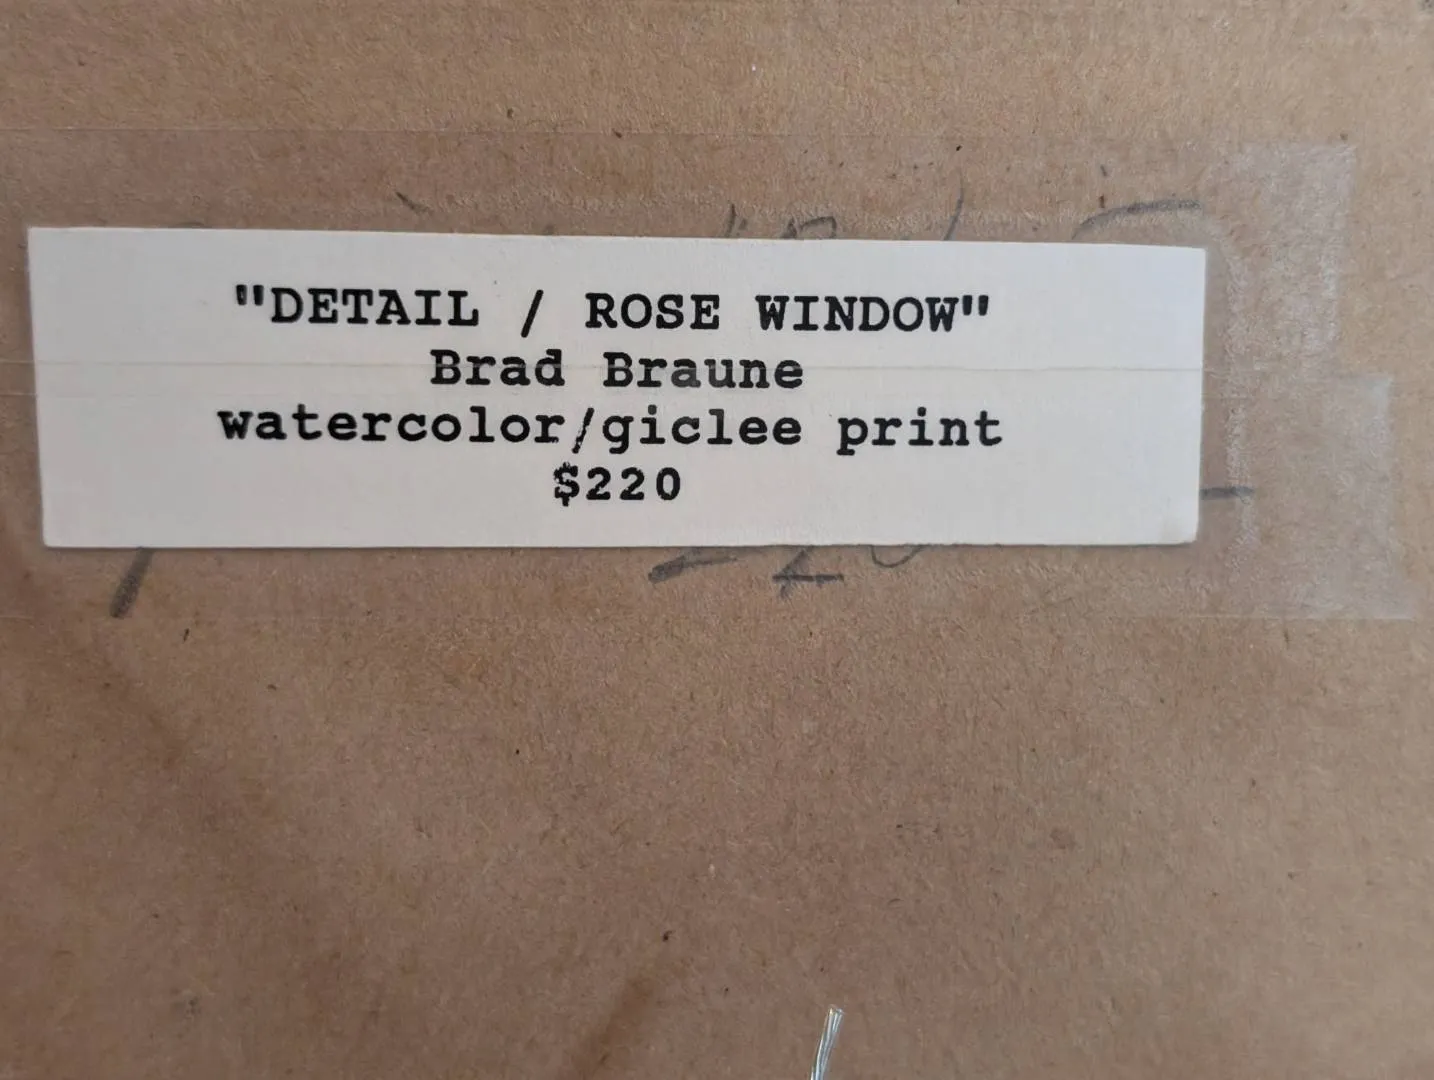 "DETAIL / ROSE WINDOW"
Brad Braune
watercolor/giclee print
$220